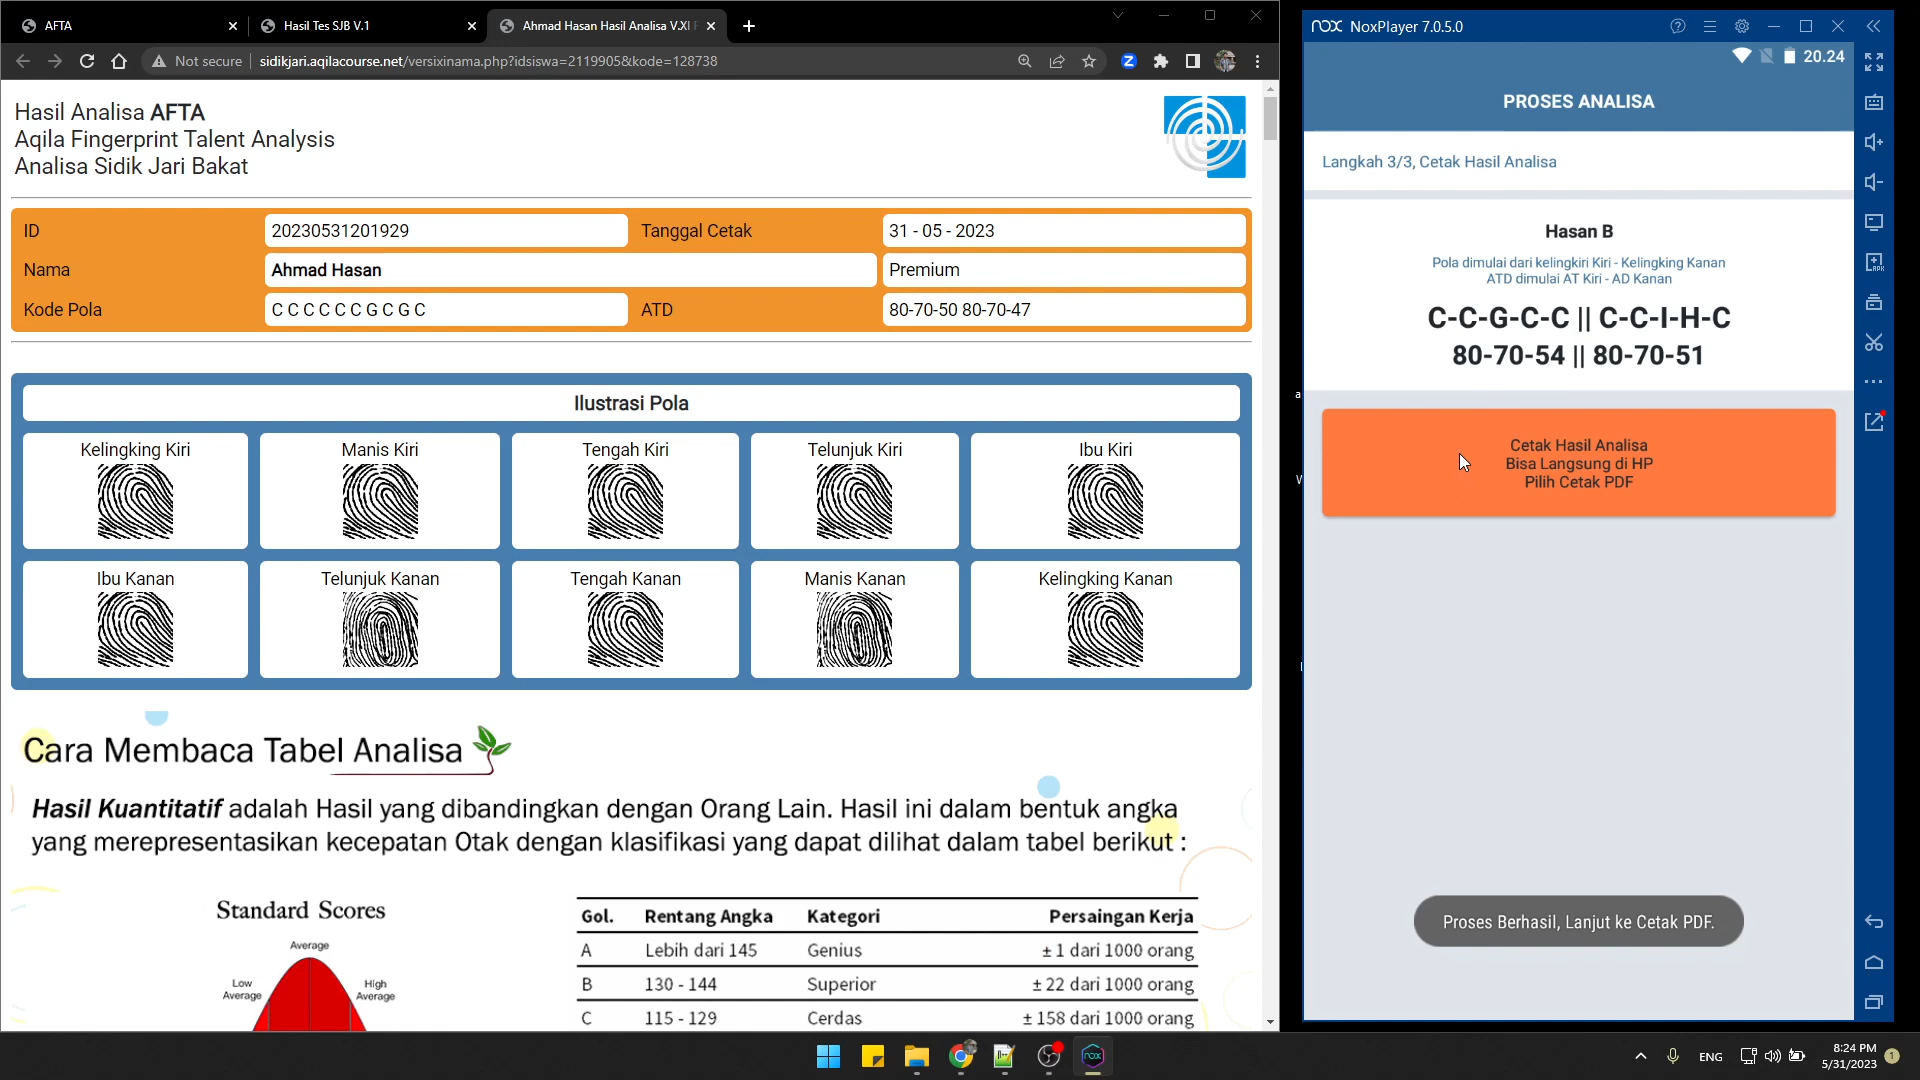 AFTA
Hasil Tes SJB V.1
Ahmad Hasan Hasil Analisa V.XI
Not secure
sidikjari.aqilacourse.net/versixinama.php?idsiswa=2119905&kode=128738
Hasil Analisa AFTA
Aqila Fingerprint Talent Analysis
Analisa Sidik Jari Bakat
ID
20230531201929
Tanggal Cetak
31 - 05 - 2023
Nama
Ahmad Hasan
Premium
Kode Pola
C C C C C C G C G C
ATD
80-70-50 80-70-47
Ilustrasi Pola
Kelingking Kiri
Manis Kiri
Tengah Kiri
Telunjuk Kiri
Ibu Kiri
Ibu Kanan
Telunjuk Kanan
Tengah Kanan
Manis Kanan
Kelingking Kanan
Cara Membaca Tabel Analisa
Hasil Kuantitatif adalah Hasil yang dibandingkan dengan Orang Lain. Hasil ini dalam bentuk angka
yang merepresentasikan kecepatan Otak dengan klasifikasi yang dapat dilihat dalam tabel berikut :
Standard Scores
Average
Low
Average
High
Average
Gol. Rentang Angka Kategori Persaingan Kerja
A Lebih dari 145 Genius ± 1 dari 1000 orang
B 130 - 144 Superior ± 22 dari 1000 orang
C 115 - 129 Cerdas ± 158 dari 1000 orang
nox NoxPlayer 7.0.5.0
20.24
PROSES ANALISA
Langkah 3/3, Cetak Hasil Analisa
Hasan B
Pola dimulai dari kelingkiri Kiri - Kelingking Kanan
ATD dimulai AT Kiri - AD Kanan
C-C-G-C-C || C-C-I-H-C
80-70-54 || 80-70-51
Cetak Hasil Analisa
Bisa Langsung di HP
Pilih Cetak PDF
Proses Berhasil, Lanjut ke Cetak PDF.
ENG
8:24 PM
5/31/2023
1